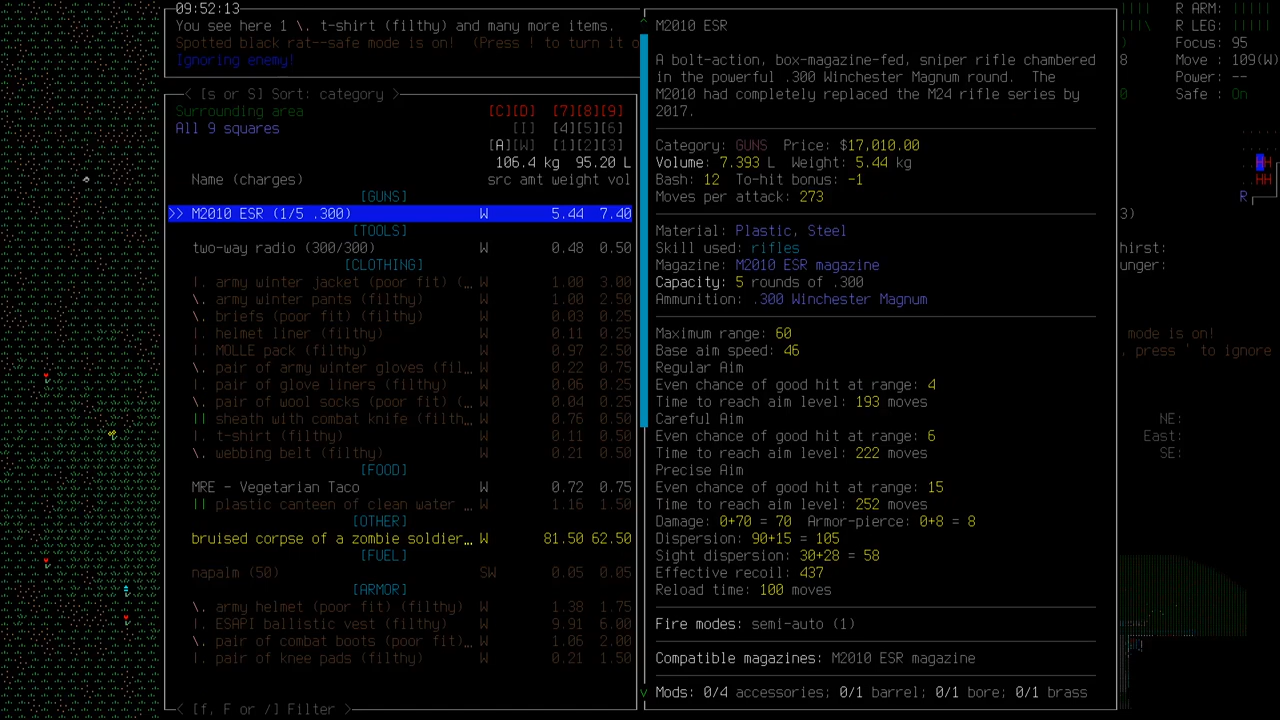 09:52:13
You see here 1 \. t-shirt (filthy) and many more items.
Spotted black rat--safe mode is on! (Press ! to turn it o
Ignoring enemy!
< [s or S] Sort: category >
Surrounding area [C][D] [7][8][9]
All 9 squares [I] [4][5][6]
[A][W] [1][2][3]
106.4 kg 95.20 L
Name (charges) src amt weight vol
[GUNS]
>> M2010 ESR (1/5 .300) W 5.44 7.40
[TOOLS]
two-way radio (300/300) W 0.48 0.50
[CLOTHING]
|. army winter jacket (poor fit) (… W 1.00 3.00
\. army winter pants (filthy) W 1.00 2.50
\. briefs (poor fit) (filthy) W 0.03 0.25
|. helmet liner (filthy) W 0.11 0.25
|. MOLLE pack (filthy) W 0.97 2.50
\. pair of army winter gloves (fil… W 0.22 0.75
|. pair of glove liners (filthy) W 0.06 0.25
\. pair of wool socks (filthy) W 0.04 0.25
|| sheath with combat knife (filth… W 0.76 0.50
|. t-shirt (filthy) W 0.11 0.50
\. webbing belt (filthy) W 0.21 0.50
[FOOD]
MRE - Vegetarian Taco W 0.72 0.75
|| plastic canteen of clean water … W 1.16 1.50
[OTHER]
bruised corpse of a zombie soldier… W 81.50 62.50
[FUEL]
napalm (50) SW 0.05 0.05
[ARMOR]
\. army helmet (poor fit) (filthy) W 1.38 1.75
|. ESAPI ballistic vest (filthy) W 9.91 6.00
\. pair of combat boots (poor fit)… W 1.06 2.00
|. pair of knee pads (filthy) W 0.21 1.50
< [f, F or /] Filter >
M2010 ESR
A bolt-action, box-magazine-fed, sniper rifle chambered
in the powerful .300 Winchester Magnum round. The
M2010 had completely replaced the M24 rifle series by
2017.
Category: GUNS Price: $17,010.00
Volume: 7.393 L Weight: 5.44 kg
Bash: 12 To-hit bonus: -1
Moves per attack: 273
Material: Plastic, Steel
Skill used: rifles
Magazine: M2010 ESR magazine
Capacity: 5 rounds of .300
Ammunition: .300 Winchester Magnum
Maximum range: 60
Base aim speed: 46
Regular Aim
Even chance of good hit at range: 4
Time to reach aim level: 193 moves
Careful Aim
Even chance of good hit at range: 6
Time to reach aim level: 222 moves
Precise Aim
Even chance of good hit at range: 15
Time to reach aim level: 252 moves
Damage: 0+70 = 70 Armor-pierce: 0+8 = 8
Dispersion: 90+15 = 105
Sight dispersion: 30+28 = 58
Effective recoil: 437
Reload time: 100 moves
Fire modes: semi-auto (1)
Compatible magazines: M2010 ESR magazine
Mods: 0/4 accessories; 0/1 barrel; 0/1 bore; 0/1 brass
R ARM:
R LEG:
Focus: 95
8 Move : 109(W)
Power: --
0 Safe : On
HH
HH
R
3)
hirst:
unger:
mode is on!
, press ' to ignore
NE:
East:
SE: